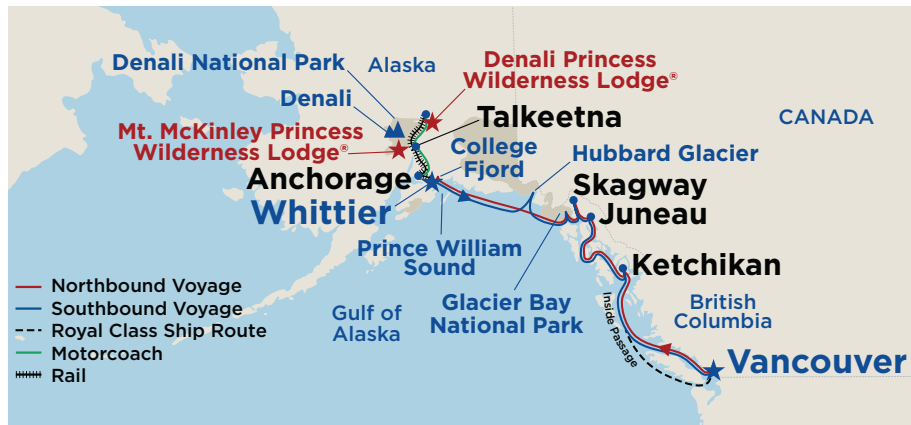 Denali National Park
Alaska
Denali Princess
Wilderness Lodge®
Denali
Talkeetna
CANADA
Mt. McKinley Princess
Wilderness Lodge®
College
Fjord
Hubbard Glacier
Anchorage
Skagway
Whittier
Juneau
Prince William
Sound
Ketchikan
Northbound Voyage
Southbound Voyage
Royal Class Ship Route
Motorcoach
Rail
Gulf of
Alaska
Glacier Bay
National Park
Inside Passage
British
Columbia
Vancouver